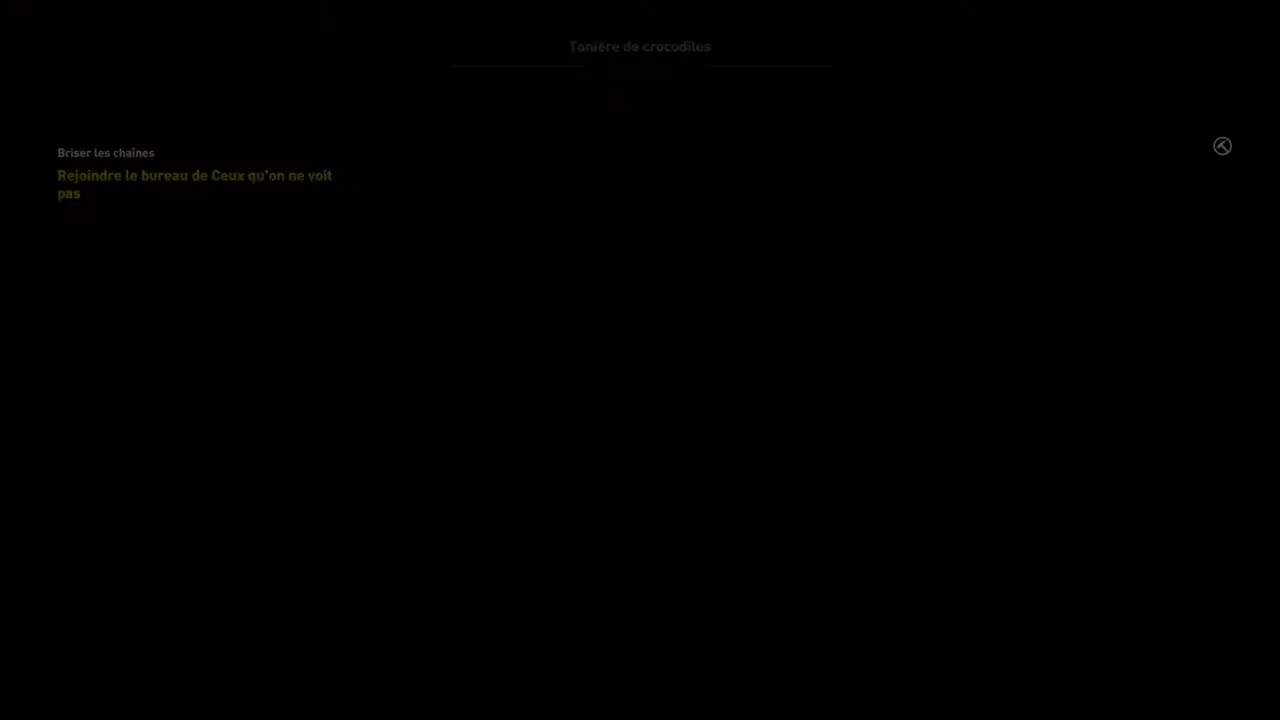 Tanière de crocodiles
Briser les chaînes
Rejoindre le bureau de Ceux qu'on ne voit
pas